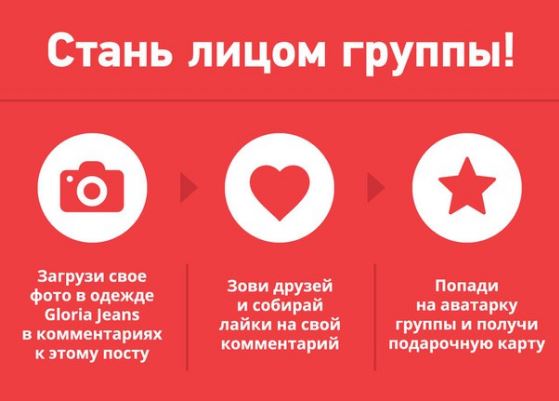 Стань лицом группы!
Загрузи свое
фото в одежде
Gloria Jeans
в комментариях
к этому посту
Зови друзей
и собирай
лайки на свой
комментарий
Попади
на аватарку
группы и получи
подарочную карту